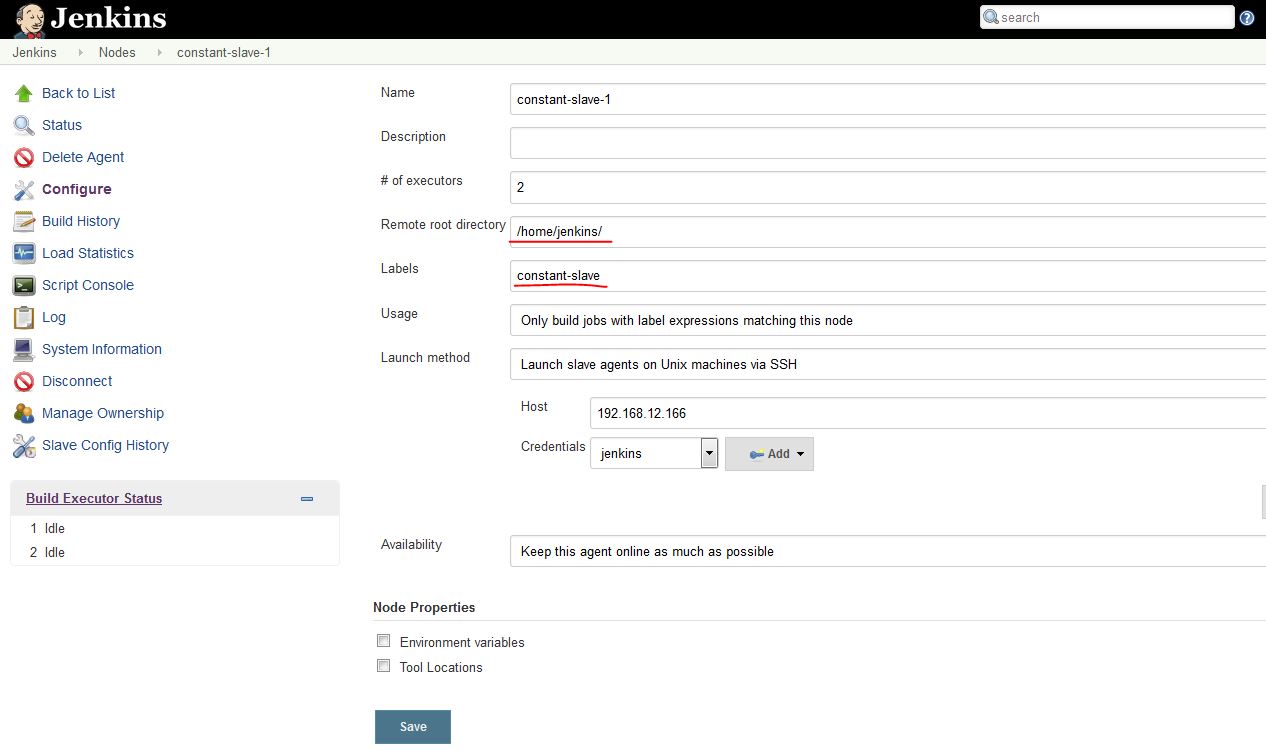 Jenkins
search
Jenkins Nodes constant-slave-1
Back to List
Status
Delete Agent
Configure
Build History
Load Statistics
Script Console
Log
System Information
Disconnect
Manage Ownership
Slave Config History
Build Executor Status
1 Idle
2 Idle
Name constant-slave-1
Description
# of executors 2
Remote root directory /home/jenkins/
Labels constant-slave
Usage Only build jobs with label expressions matching this node
Launch method Launch slave agents on Unix machines via SSH
Host 192.168.12.166
Credentials jenkins Add
Availability Keep this agent online as much as possible
Node Properties
Environment variables
Tool Locations
Save